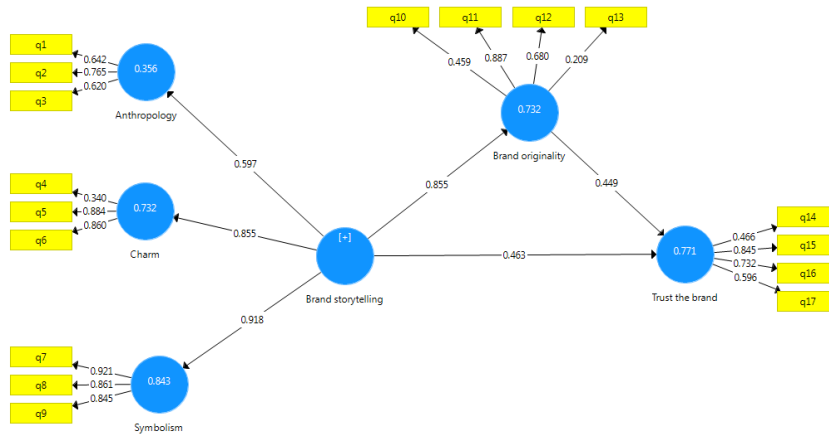 q10
q11
q12
q13
0.459
0.887
0.680
0.209
0.732
Brand originality
q1
q2
q3
0.642
0.765
0.620
0.356
Anthropology
0.597
0.855
0.449
q4
q5
q6
0.340
0.884
0.860
0.732
Charm
0.855
[+]
Brand storytelling
0.463
0.771
Trust the brand
0.466
0.845
0.732
0.596
q14
q15
q16
q17
0.918
q7
q8
q9
0.921
0.861
0.845
0.843
Symbolism